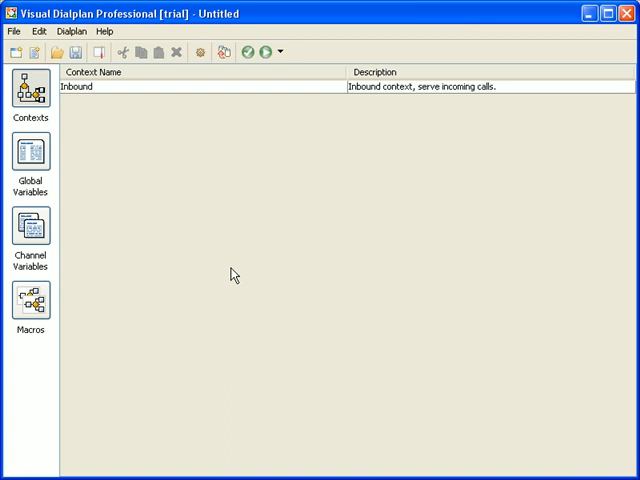 Visual Dialplan Professional [trial] - Untitled
File Edit Dialplan Help
Context Name Description
Inbound Inbound context, serve incoming calls.
Contexts
Global
Variables
Channel
Variables
Macros